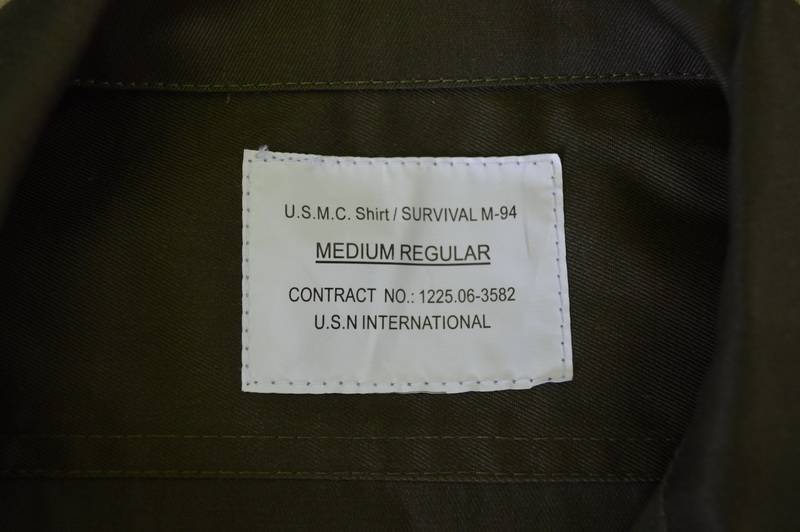 U.S.M.C. Shirt / SURVIVAL M-94
MEDIUM REGULAR
CONTRACT NO.: 1225.06-3582
U.S.N INTERNATIONAL